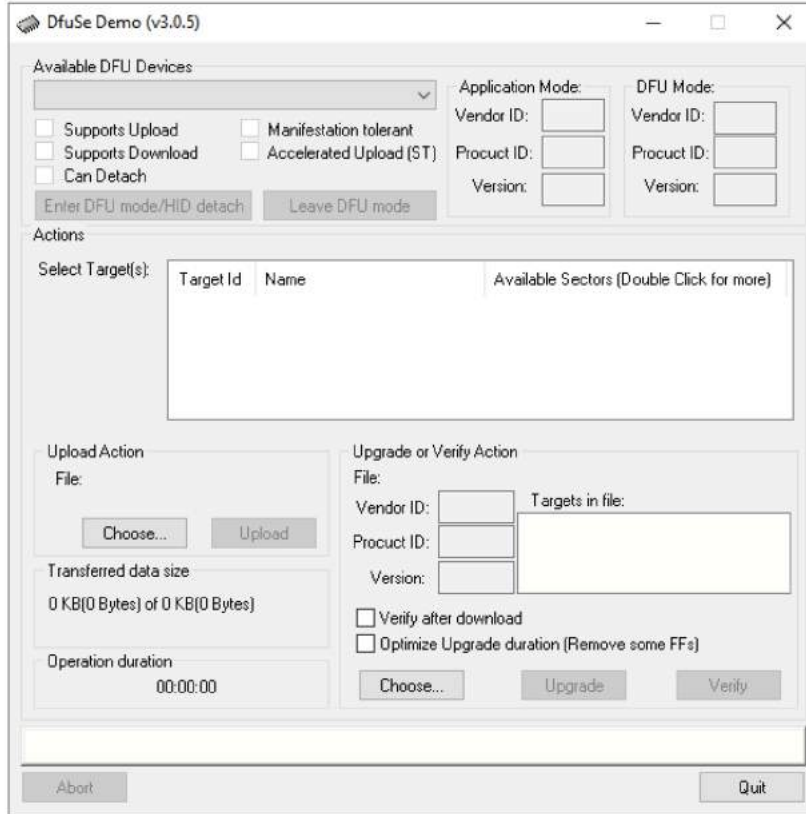 DfuSe Demo (v3.0.5)
Available DFU Devices
Supports Upload
Manifestation tolerant
Supports Download
Accelerated Upload (ST)
Can Detach
Enter DFU mode/HID detach
Leave DFU mode
Application Mode:
Vendor ID:
Procuct ID:
Version:
DFU Mode:
Vendor ID:
Procuct ID:
Version:
Actions
Select Target(s):
Target Id
Name
Available Sectors (Double Click for more)
Upload Action
File:
Choose...
Upload
Transferred data size
0 KB(0 Bytes) of 0 KB(0 Bytes)
Operation duration
00:00:00
Upgrade or Verify Action
File:
Vendor ID:
Procuct ID:
Version:
Targets in file:
Verify after download
Optimize Upgrade duration (Remove some FFs)
Choose...
Upgrade
Verify
Abort
Quit